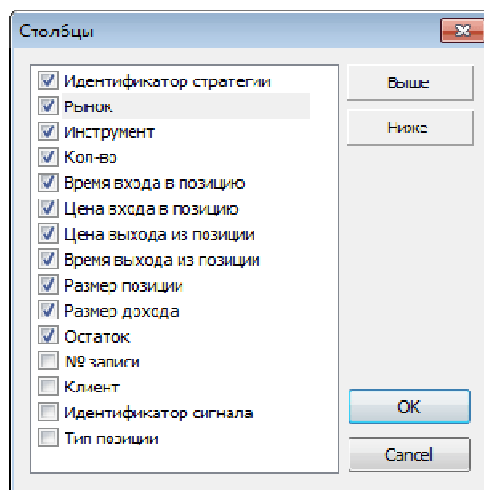 Столбцы
Идентификатор стратегии
Рынок
Инструмент
Кол-во
Время входа в позицию
Цена входа в позицию
Цена выхода из позиции
Время выхода из позиции
Размер позиции
Размер дохода
Остаток
№ записи
Клиент
Идентификатор сигнала
Тип позиции
Выше
Ниже
OK
Cancel